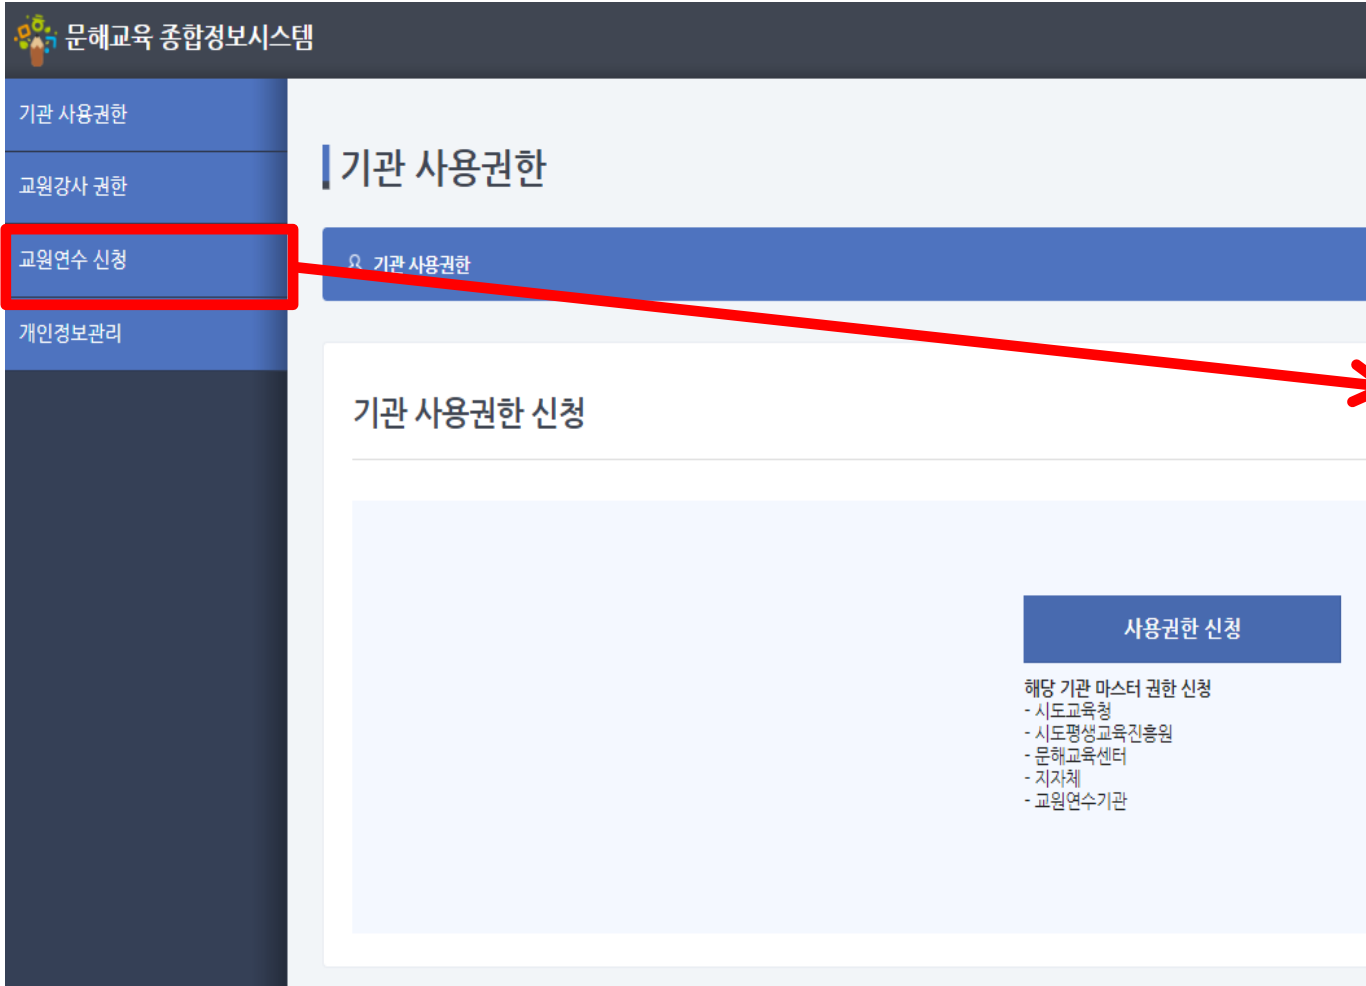 문해교육 종합정보시스템
기관 사용권한
교원강사 권한
교원연수 신청
개인정보관리
기관 사용권한
기관 사용권한
기관 사용권한 신청
사용권한 신청
해당 기관 마스터 권한 신청
- 시도교육청
- 시도평생교육진흥원
- 문해교육센터
- 지자체
- 교원연수기관